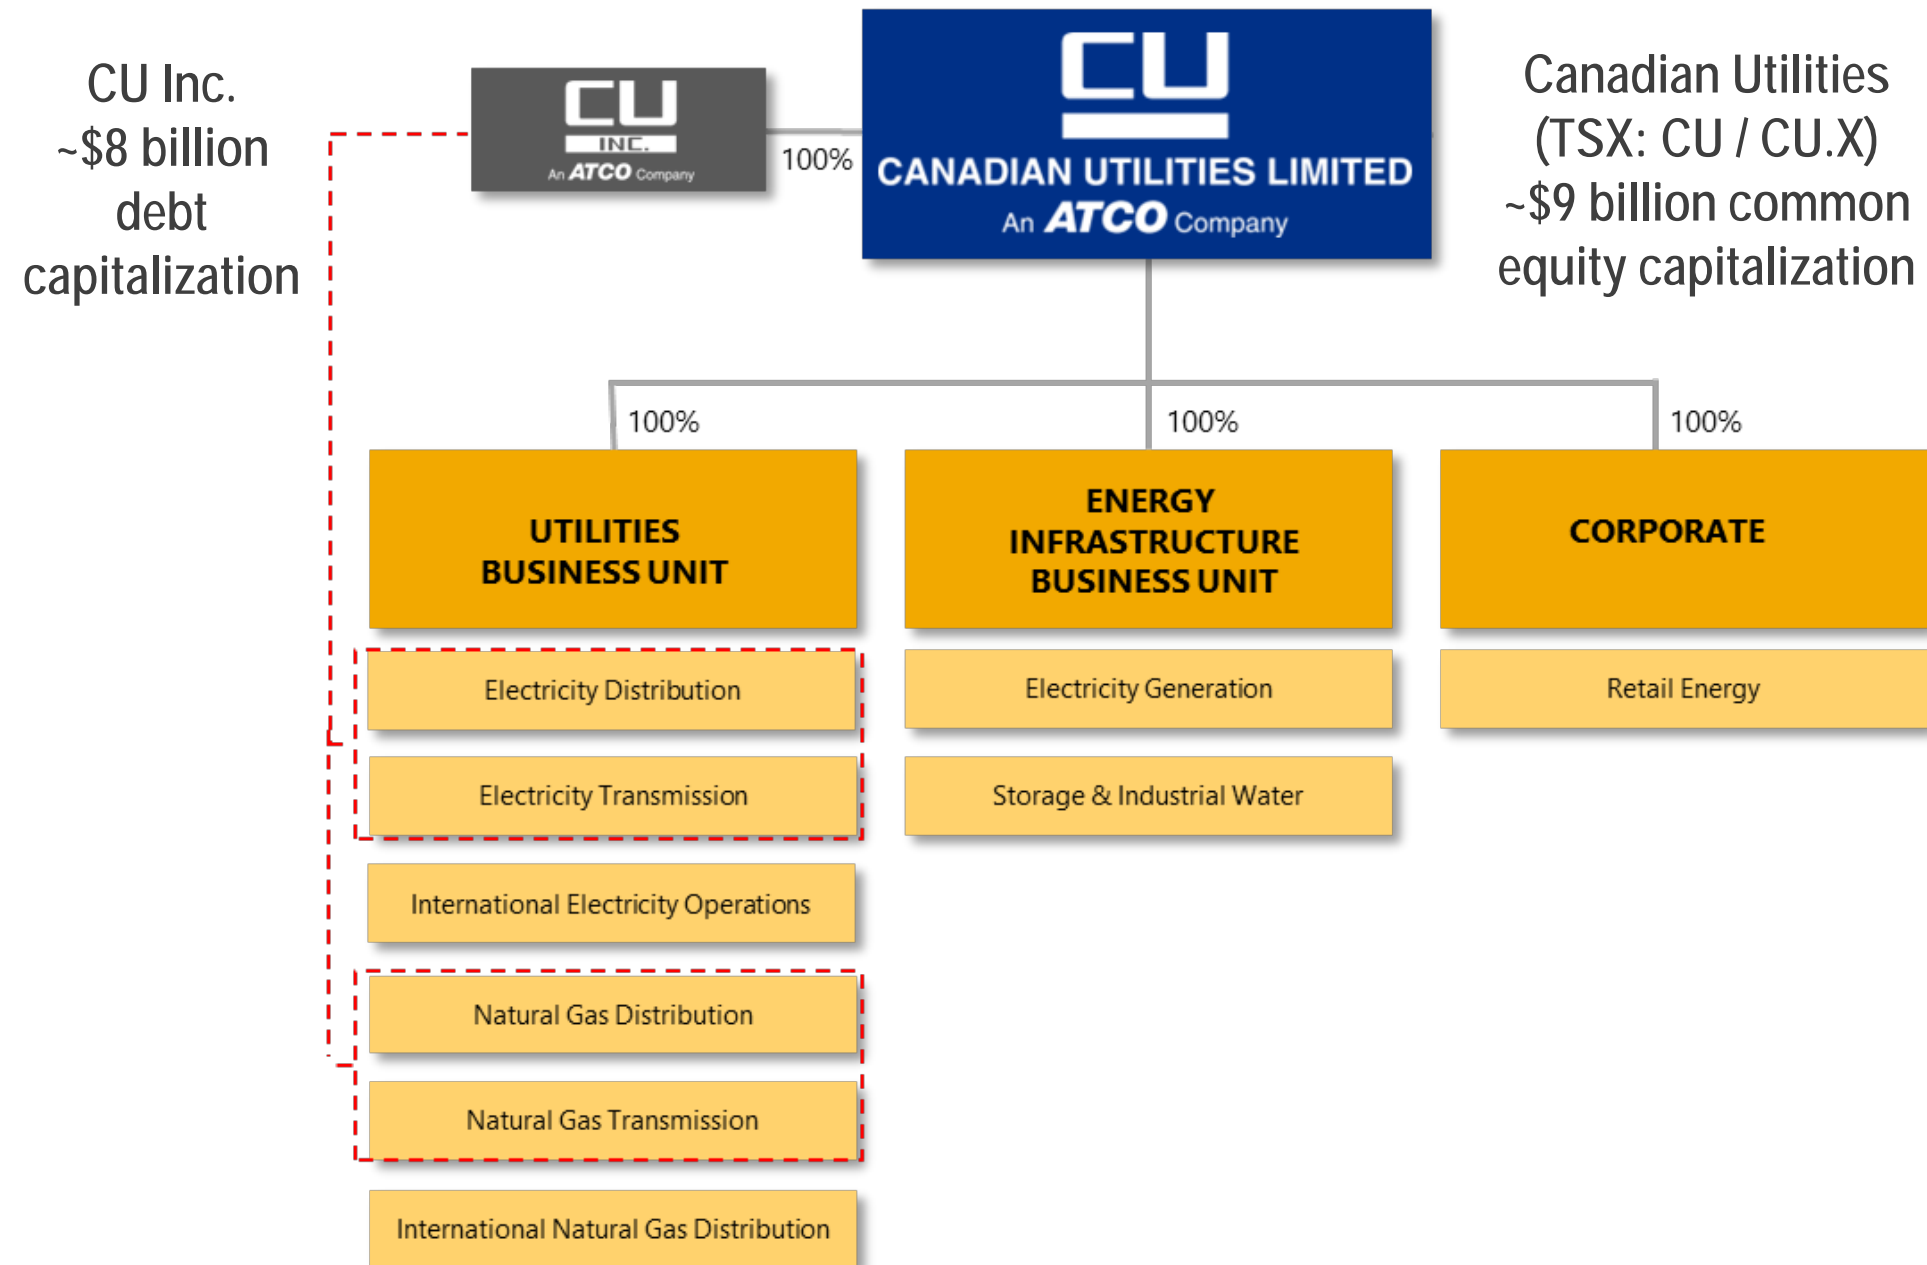 CU Inc.
~$8 billion
debt
capitalization
CU
INC.
An ATCO Company
100%
CU
CANADIAN UTILITIES LIMITED
An ATCO Company
Canadian Utilities
(TSX: CU / CU.X)
~$9 billion common
equity capitalization
100%
100%
100%
UTILITIES
BUSINESS UNIT
ENERGY
INFRASTRUCTURE
BUSINESS UNIT
CORPORATE
Electricity Distribution
Electricity Generation
Retail Energy
Electricity Transmission
Storage & Industrial Water
International Electricity Operations
Natural Gas Distribution
Natural Gas Transmission
International Natural Gas Distribution